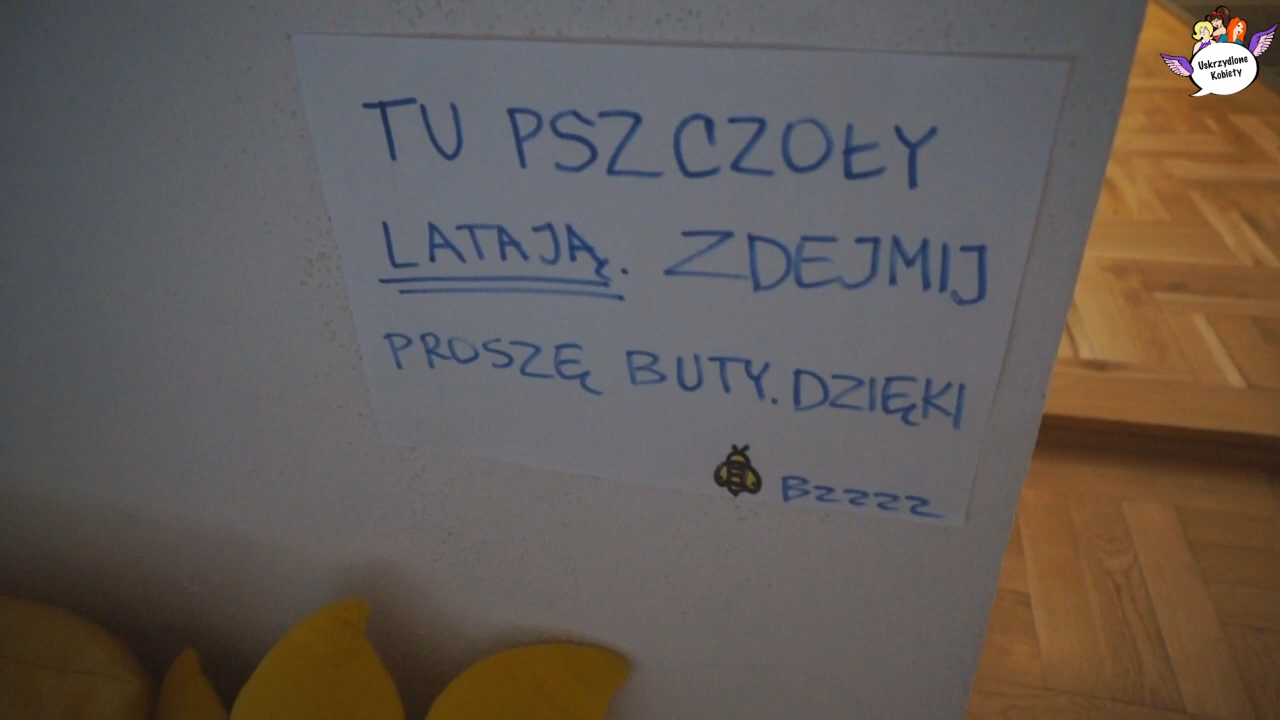 TU PSZCZOŁY
LATAJĄ. ZDEJMIJ
PROSZĘ BUTY. DZIĘKI
BZZZZ
Uskrzydlone
Kobiety